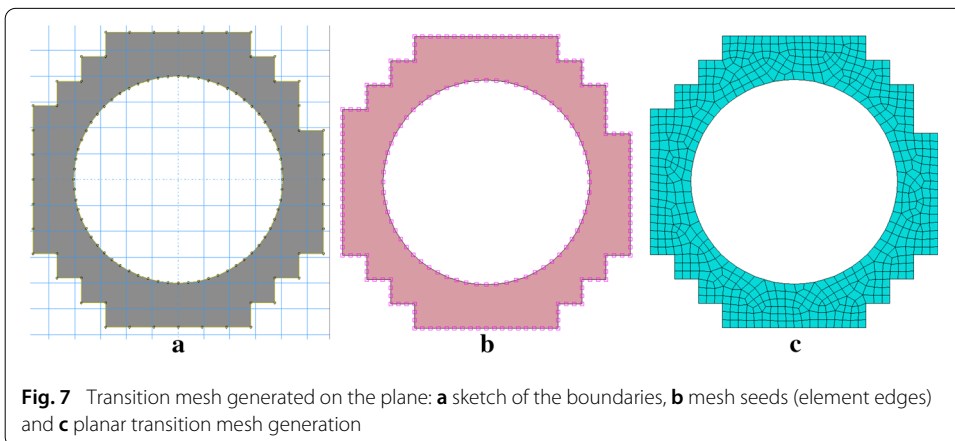 a
b
c
Fig. 7 Transition mesh generated on the plane: a sketch of the boundaries, b mesh seeds (element edges)
and c planar transition mesh generation